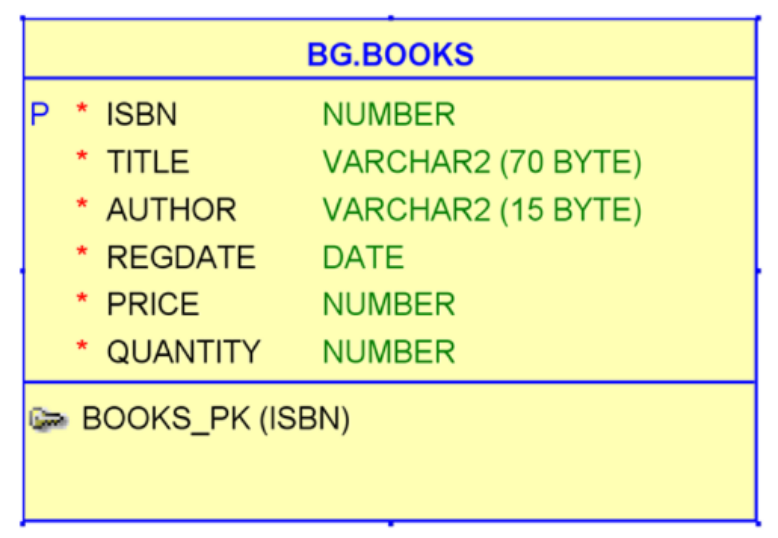 BG.BOOKS
P * ISBN NUMBER
* TITLE VARCHAR2 (70 BYTE)
* AUTHOR VARCHAR2 (15 BYTE)
* REGDATE DATE
* PRICE NUMBER
* QUANTITY NUMBER
BOOKS_PK (ISBN)